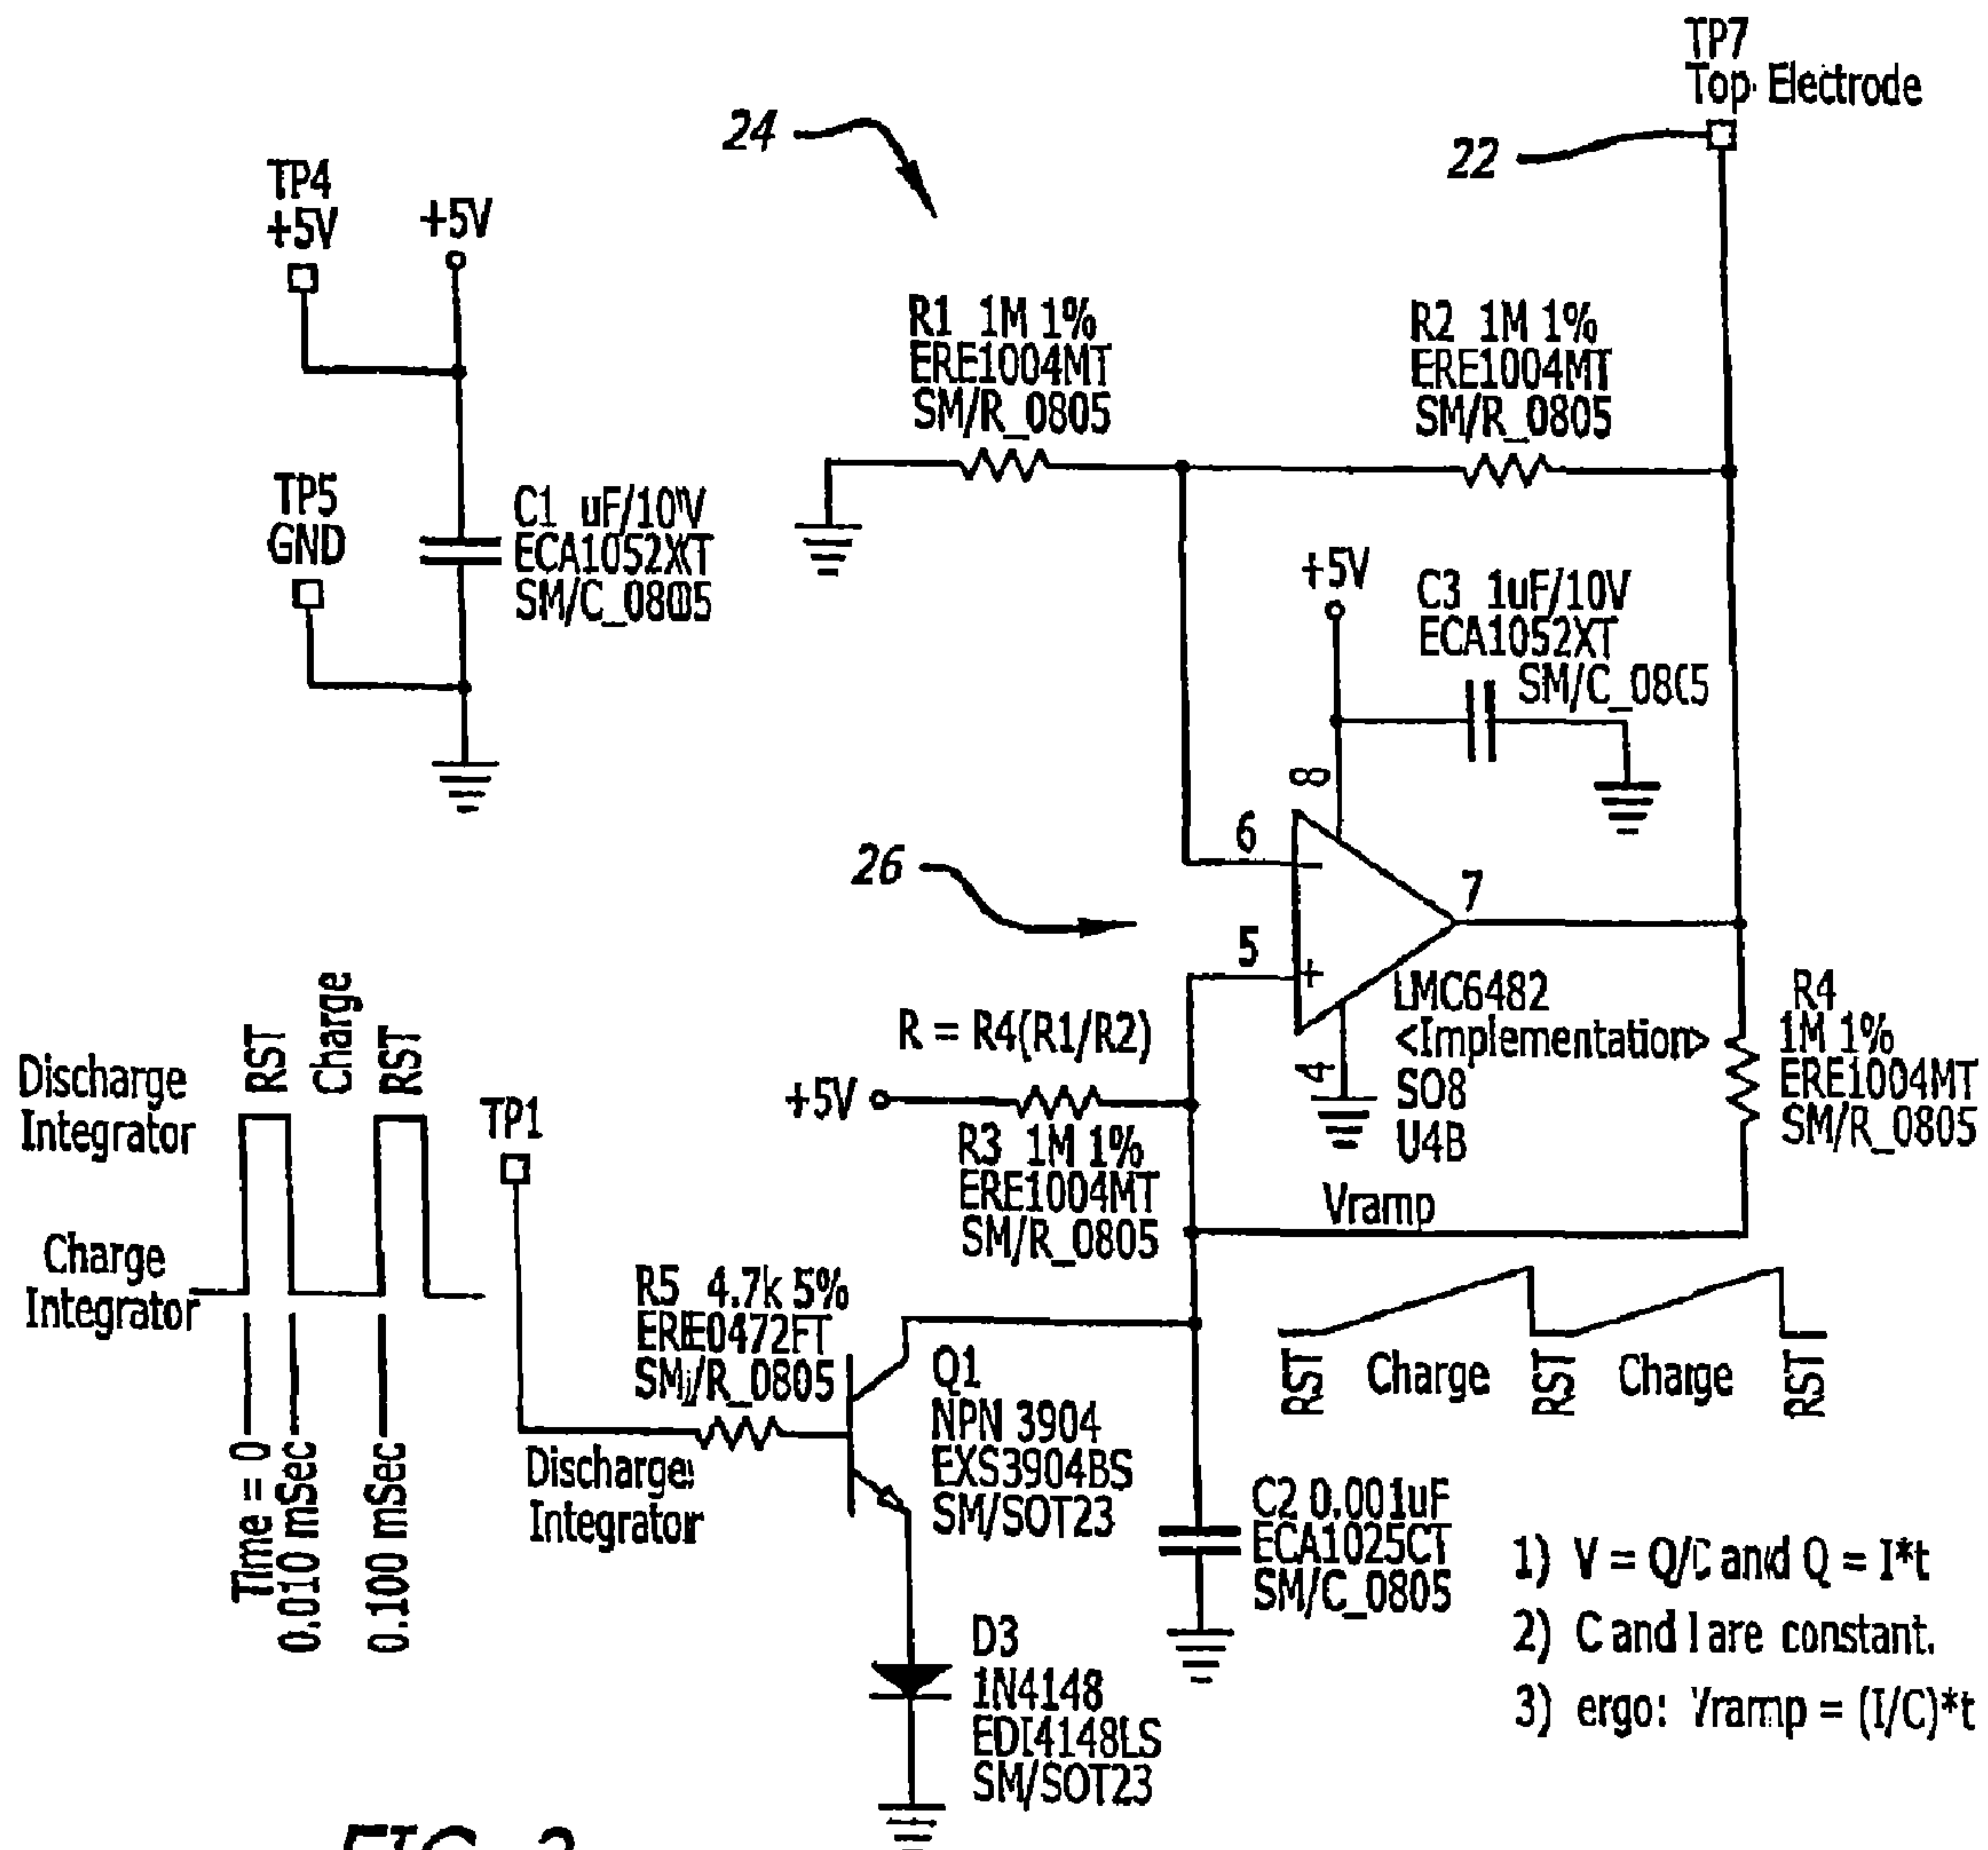 TP7
Top Electrode
24
22
TP4
+5V
+5V
R1 1M 1%
ERE1004MT
SM/R_0805
R2 1M 1%
ERE1004MT
SM/R_0805
TP5
GND
C1 uF/10V
ECA1052XXT
SM/C_0805
+5V
C3 1uF/10V
ECA1052XT
SM/C_0805
8
6
26
7
5
4
LMC6482
<Implementation>
SO8
U4B
R4
1M 1%
ERE1004MT
SM/R_0805
R = R4(R1/R2)
+5V
R3 1M 1%
ERE1004MT
SM/R_0805
Vramp
Discharge
Integrator
RST
Charge
RST
Charge
Integrator
Time = 0
0.010 mSec
0.100 mSec
TP1
R5 4.7k 5%
ERE0472FT
SM/R_0805
Discharge
Integrator
Q1
NPN 3904
EXS3904BS
SM/SOT23
RST
Charge
RST
Charge
RST
C2 0.001uF
ECA1025CT
SM/C_0805
D3
1N4148
EDI4148LS
SM/SOT23
1) V = Q/C and Q = I*t
2) C and I are constant.
3) ergo: Vramp = (I/C)*t